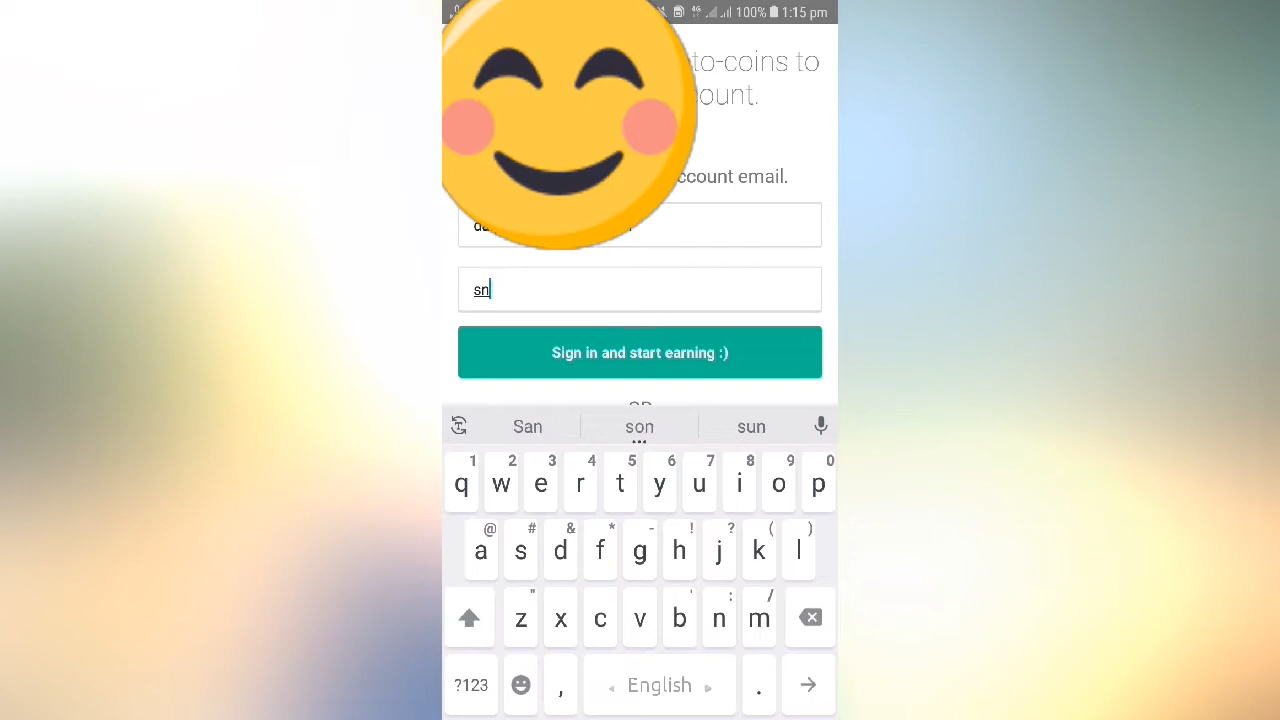 100% 1:15 pm
to-coins to
ount.
ccount email.
sn
Sign in and start earning :)
San son sun
1 2 3 4 5 6 7 8 9 0
q w e r t y u i o p
@ # & * - ! ? ( )
a s d f g h j k l
" ' : /
z x c v b n m
?123 , English .